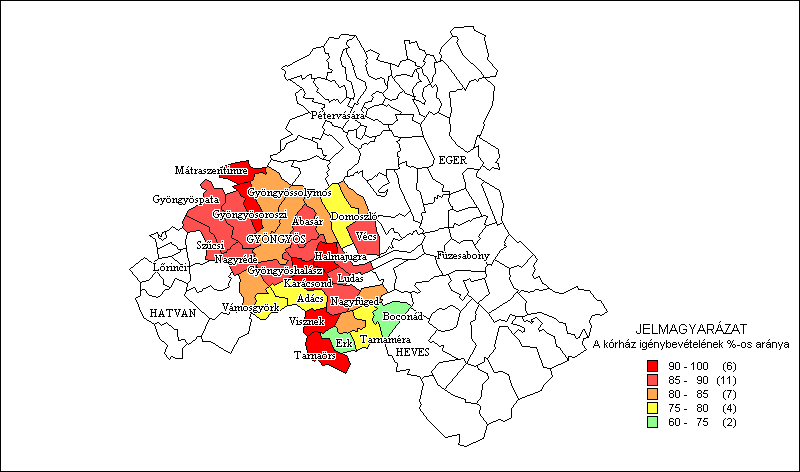 Pétervására
EGER
Mátraszentimre
Gyöngyössolymos
Gyöngyöspata
Gyöngyösoroszi
Domoszló
Abasár
GYÖNGYÖS
Vécs
Szűcsi
Nagyréde
Halmajugra
Füzesabony
Lőrinci
Gyöngyöshalász
Ludas
Karácsond
Adács
Nagyfüged
Vámosgyörk
HATVAN
Boconád
Visznek
Tarnaméra
Erk
HEVES
Tarnaörs
JELMAGYARÁZAT
A kórház igénybevételének %-os aránya
90 - 100 (6)
85 - 90 (11)
80 - 85 (7)
75 - 80 (4)
60 - 75 (2)